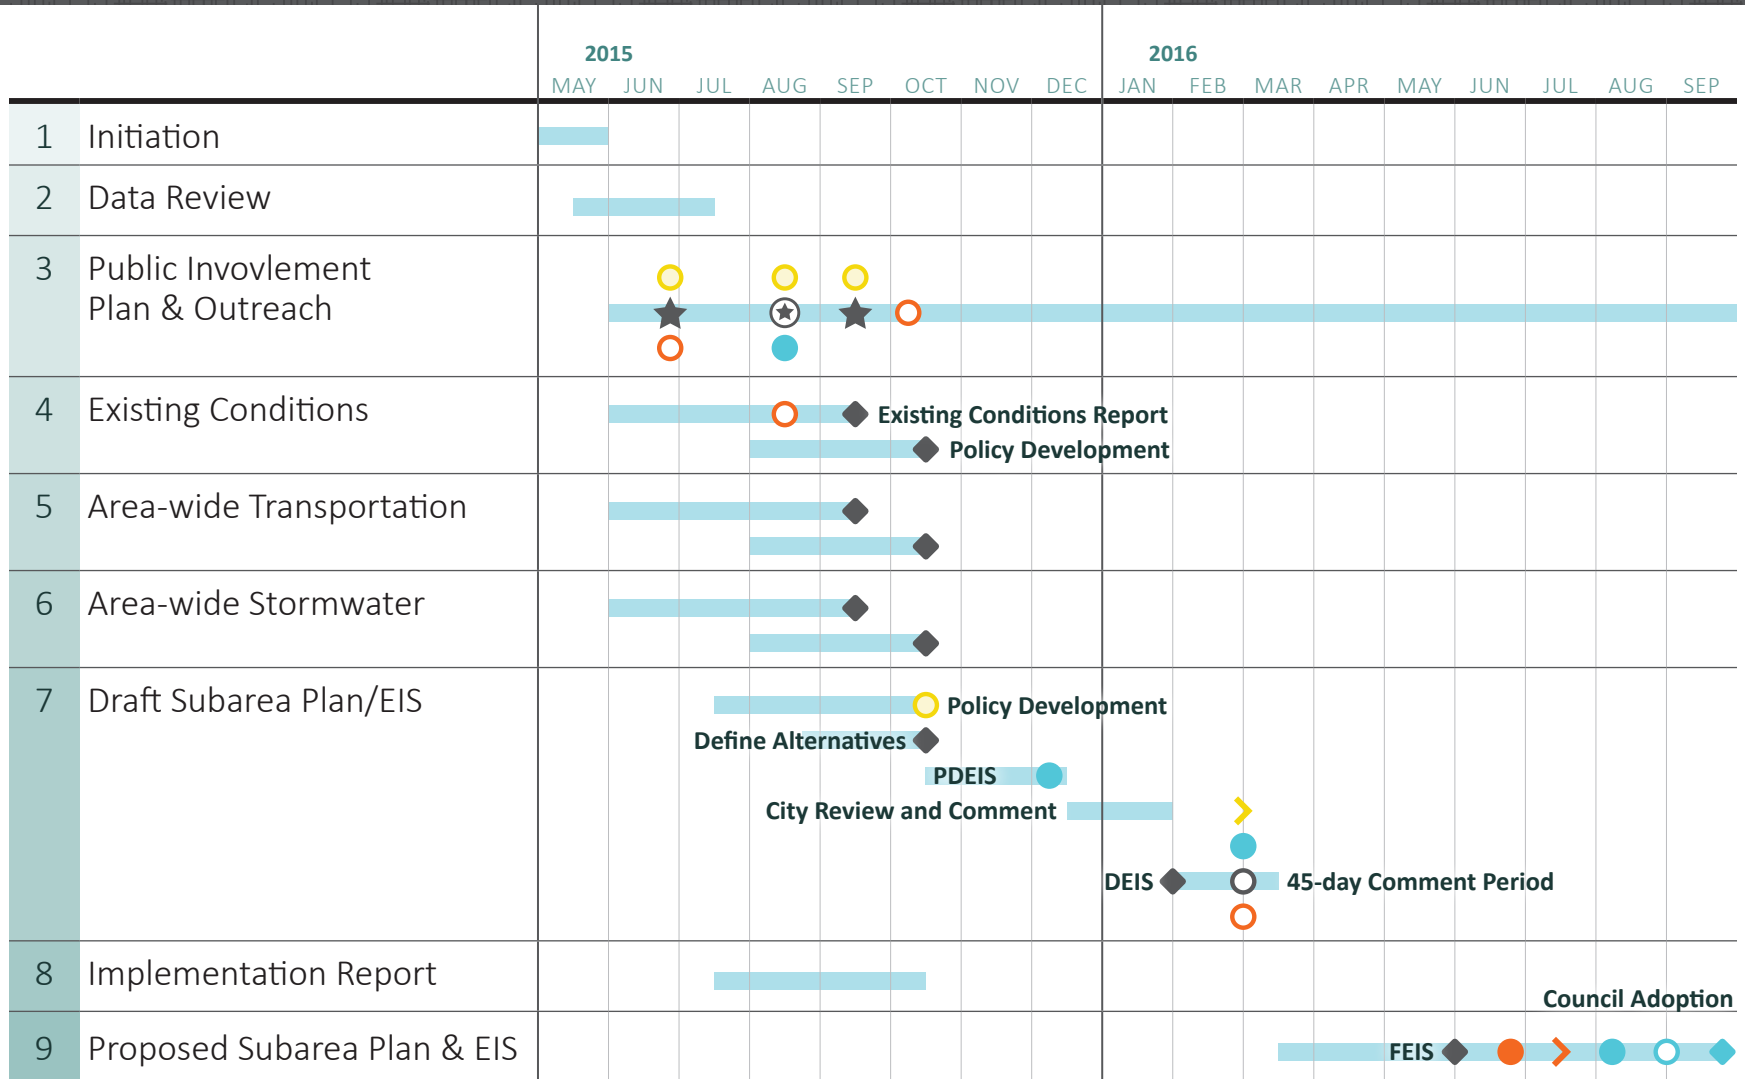 2015
2016
MAY JUN JUL AUG SEP OCT NOV DEC JAN FEB MAR APR MAY JUN JUL AUG SEP
1 Initiation
2 Data Review
3 Public Invovlement
Plan & Outreach
4 Existing Conditions
Existing Conditions Report
Policy Development
5 Area-wide Transportation
6 Area-wide Stormwater
7 Draft Subarea Plan/EIS
Policy Development
Define Alternatives
PDEIS
City Review and Comment
DEIS
45-day Comment Period
8 Implementation Report
Council Adoption
9 Proposed Subarea Plan & EIS
FEIS